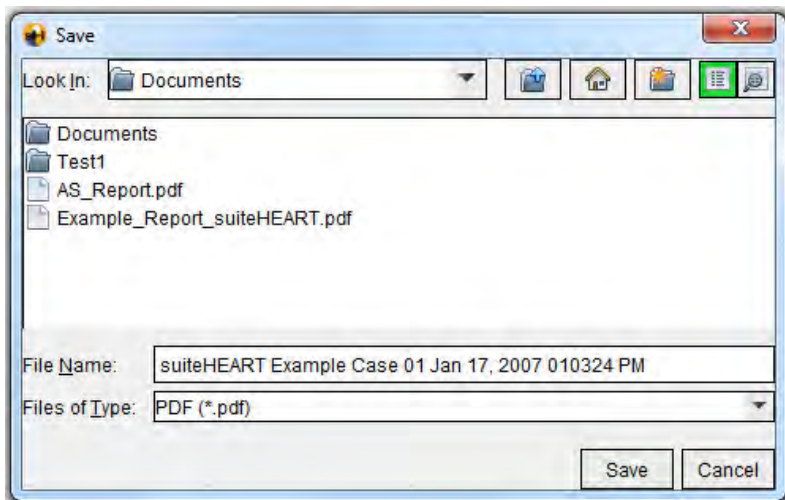 Save
Look In: Documents
Documents
Test1
AS_Report.pdf
Example_Report_suiteHEART.pdf
File Name: suiteHEART Example Case 01 Jan 17, 2007 010324 PM
Files of Type: PDF (*.pdf)
Save Cancel